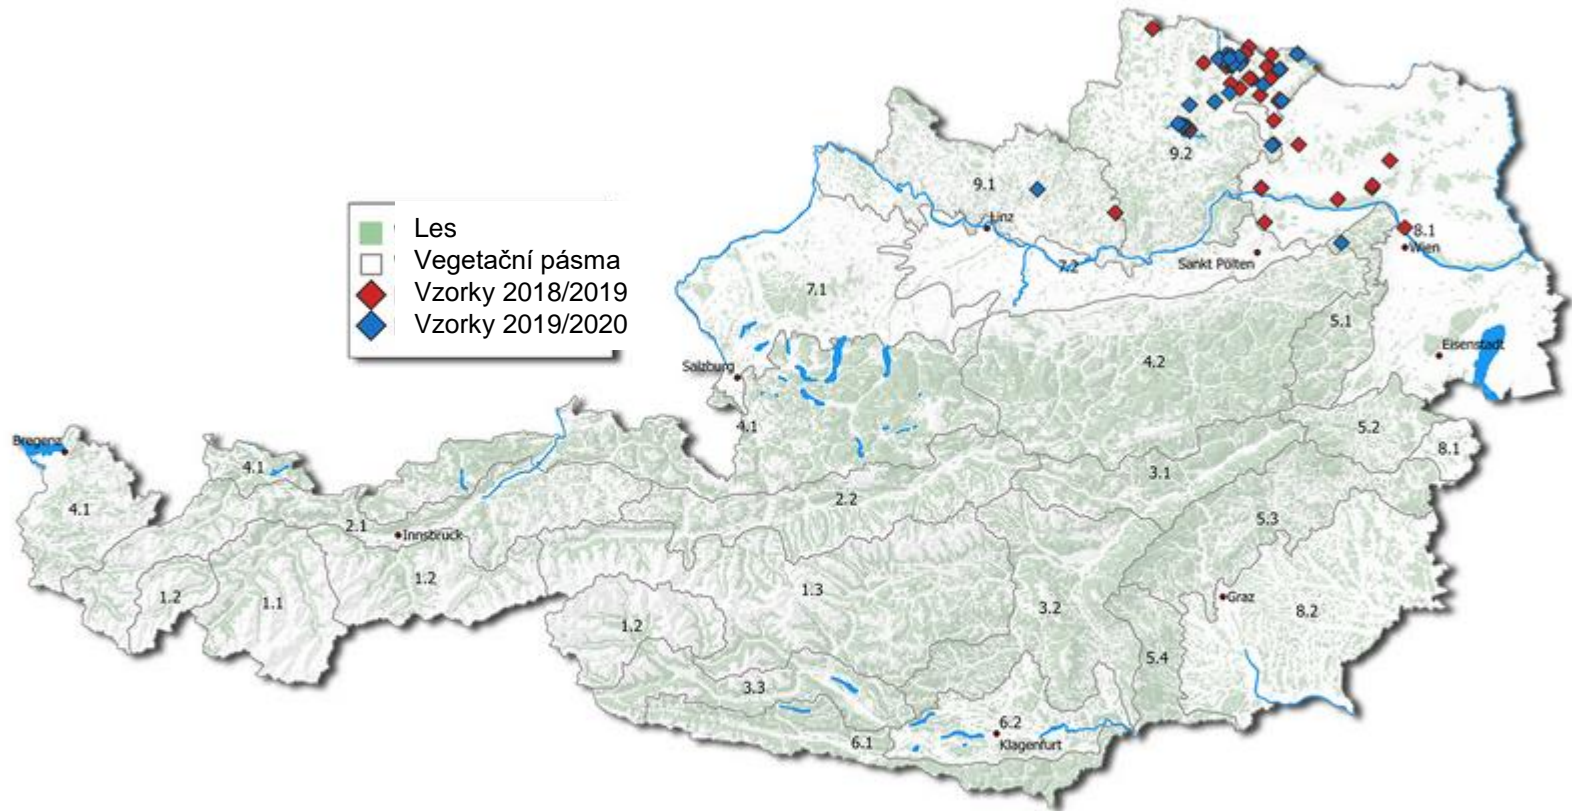 9.2
9.1
Linz
8.1
Wien
Sankt Pölten
7.2
7.1
Les
Vegetační pásma
Vzorky 2018/2019
Vzorky 2019/2020
5.1
Eisenstadt
4.2
Salzburg
4.1
5.2
Bregenz
8.1
4.1
3.1
2.2
4.1
5.3
2.1
Innsbruck
1.2
1.3
1.2
1.1
3.2
Graz
8.2
1.2
5.4
3.3
6.2
6.1
Klagenfurt